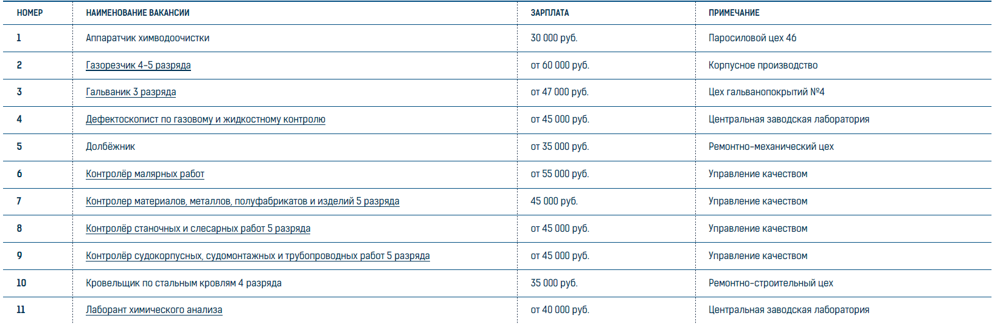 НОМЕР НАИМЕНОВАНИЕ ВАКАНСИИ ЗАРПЛАТА ПРИМЕЧАНИЕ
1 Аппаратчик химводоочистки 30 000 руб. Паросиловой цех 46
2 Газорезчик 4-5 разряда от 60 000 руб. Корпусное производство
3 Гальваник 3 разряда от 47 000 руб. Цех гальванопокрытий №4
4 Дефектоскопист по газовому и жидкостному контролю от 45 000 руб. Центральная заводская лаборатория
5 Долбёжник от 35 000 руб. Ремонтно-механический цех
6 Контролёр малярных работ от 55 000 руб. Управление качеством
7 Контролер материалов, металлов, полуфабрикатов и изделий 5 разряда 45 000 руб. Управление качеством
8 Контролёр станочных и слесарных работ 5 разряда от 45 000 руб. Управление качеством
9 Контролёр судокорпусных, судомонтажных и трубопроводных работ 5 разряда от 45 000 руб. Управление качеством
10 Кровельщик по стальным кровлям 4 разряда 35 000 руб. Ремонтно-строительный цех
11 Лаборант химического анализа от 40 000 руб. Центральная заводская лаборатория